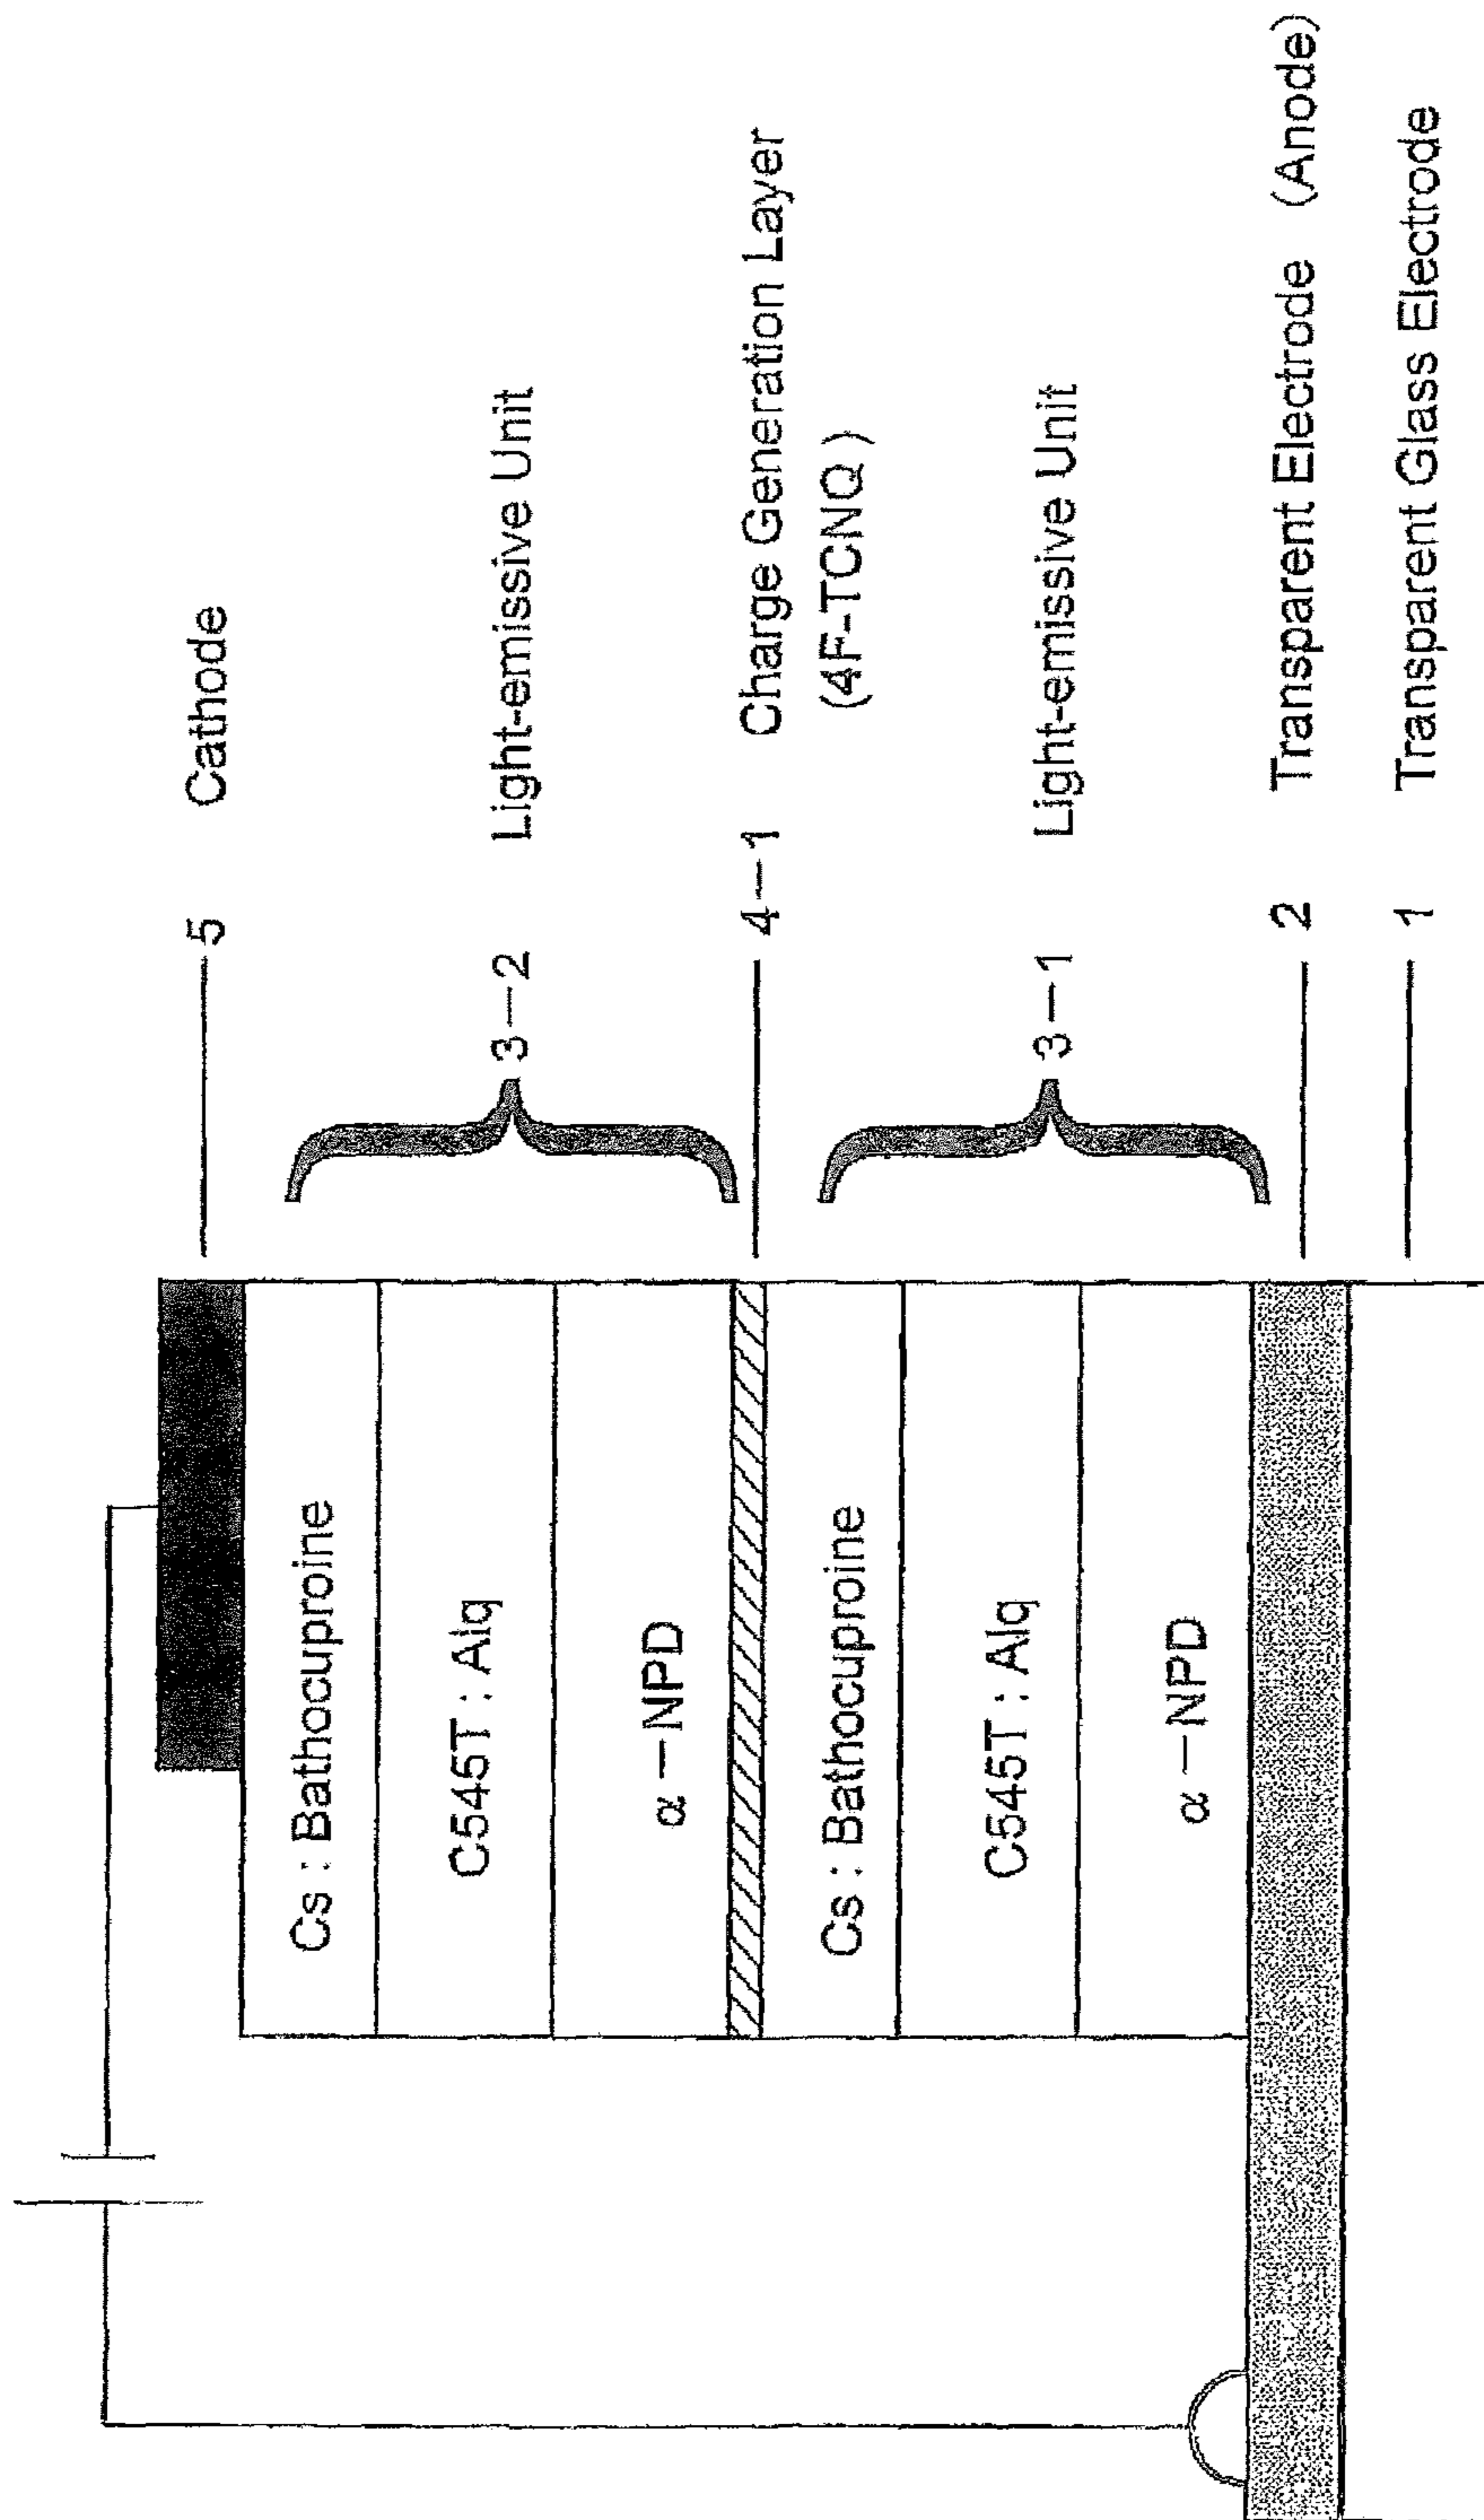 5 Cathode
Cs : Bathocuproine
C545T : Alq
α —NPD
3—2 Light-emissive Unit
4—1 Charge Generation Layer
(4F-TCNQ)
Cs : Bathocuproine
C545T : Alq
α —NPD
3—1 Light-emissive Unit
2 Transparent Electrode (Anode)
1 Transparent Glass Electrode